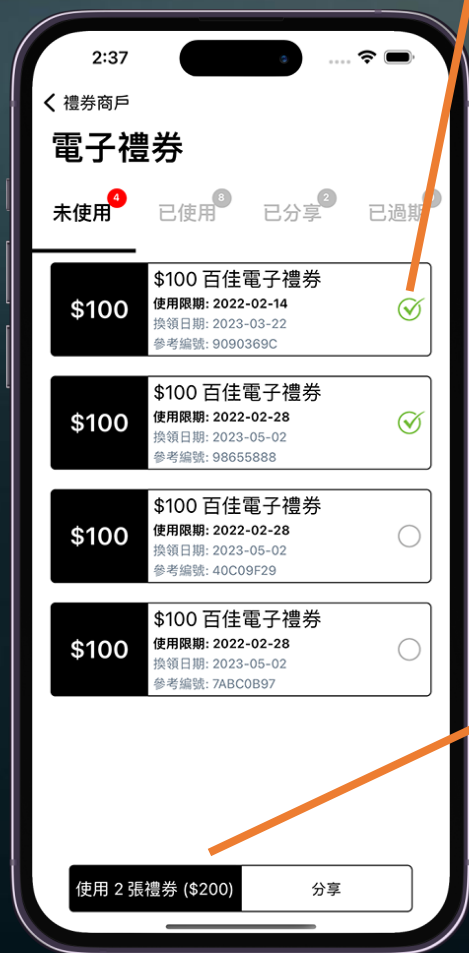 2:37
禮券商戶
電子禮券
未使用 4 已使用 8 已分享 2 已過期
$100
$100 百佳電子禮券
使用限期: 2022-02-14
換領日期: 2023-03-22
參考編號: 9090369C
$100
$100 百佳電子禮券
使用限期: 2022-02-28
換領日期: 2023-05-02
參考編號: 98655888
$100
$100 百佳電子禮券
使用限期: 2022-02-28
換領日期: 2023-05-02
參考編號: 40C09F29
$100
$100 百佳電子禮券
使用限期: 2022-02-28
換領日期: 2023-05-02
參考編號: 7ABC0B97
使用 2 張禮券 ($200) 分享